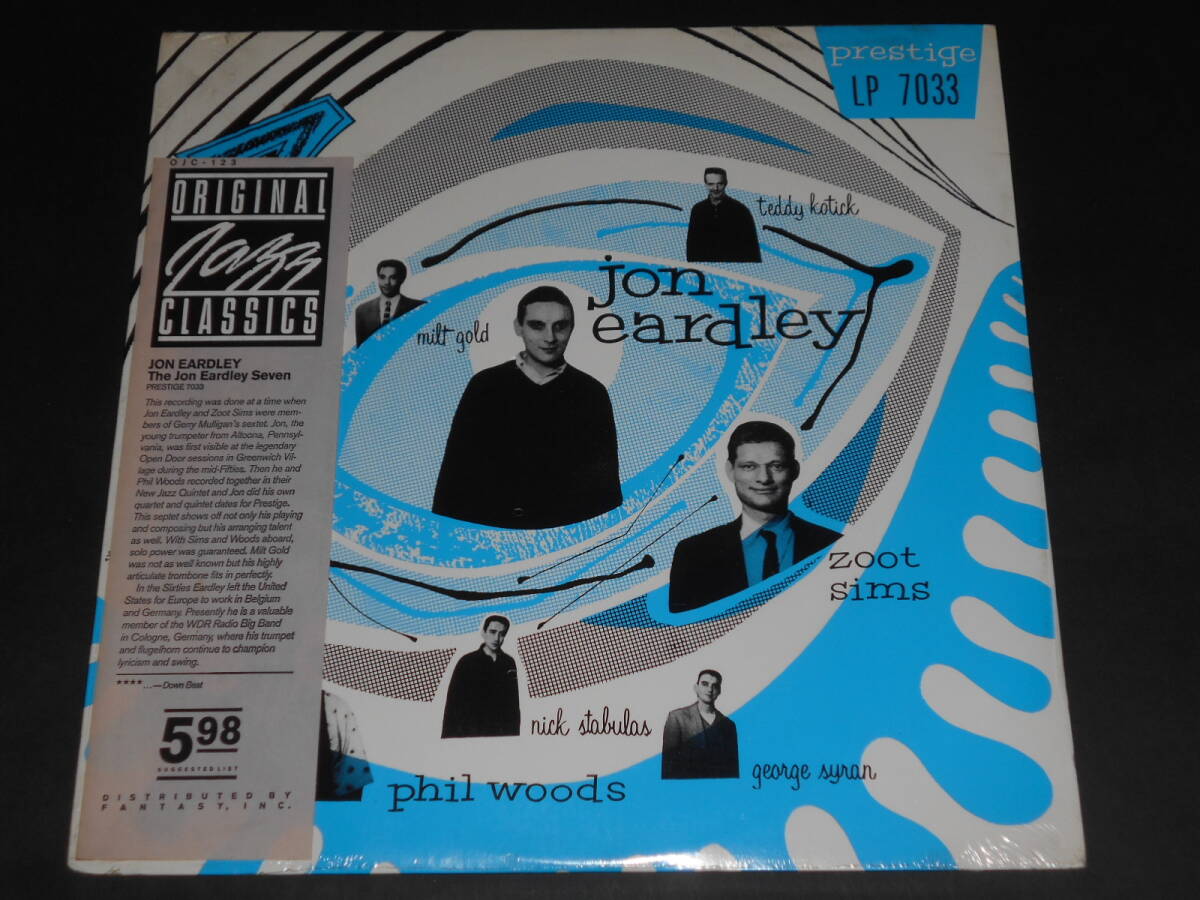 prestige
LP 7033
OJC-123
ORIGINAL
Jazz
CLASSICS
JON EARDLEY
The Jon Eardley Seven
PRESTIGE 7033
This recording was done at a time when
Jon Eardley and Zoot Sims were mem-
bers of Gerry Mulligan's sextet. Jon, the
young trumpeter from Altoona, Pennsyl-
vania, was first visible at the legendary
Open Door sessions in Greenwich Vil-
lage during the mid-Fifties. Then he and
Phil Woods recorded together in their
New Jazz Quintet and Jon did his own
quartet and quintet dates for Prestige.
This septet shows off not only his playing
and composing but his arranging talent
as well. With Sims and Woods aboard,
solo power was guaranteed. Milt Gold
was not as well known but his highly
articulate trombone fits in perfectly.
In the Sixties Eardley left the United
States for Europe to work in Belgium
and Germany. Presently he is a valuable
member of the WDR Radio Big Band
in Cologne, Germany, where his trumpet
and flugelhorn continue to champion
lyricism and swing.
****...—Down Beat
5.98
SUGGESTED LIST
DISTRIBUTED BY
FANTASY, INC.
teddy kotick
jon
eardley
milt gold
zoot
sims
nick stabulas
george syran
phil woods